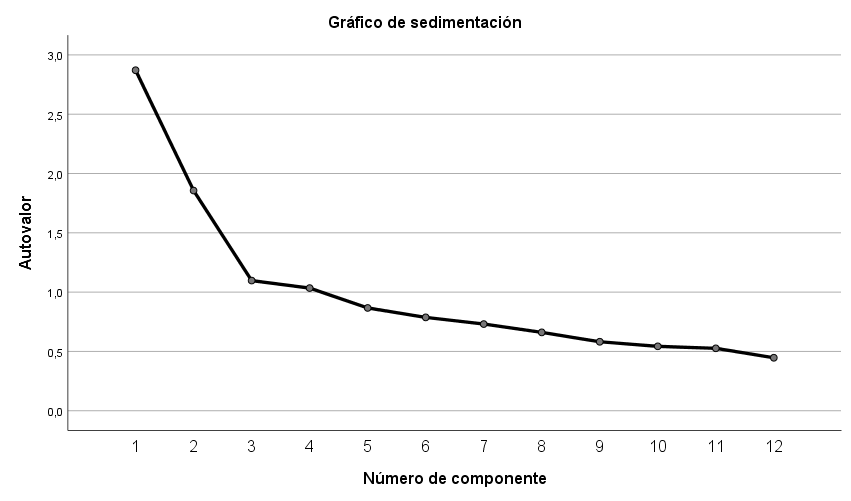 Gráfico de sedimentación
3,0
2,5
2,0
1,5
1,0
0,5
0,0
Autovalor
1 2 3 4 5 6 7 8 9 10 11 12
Número de componente